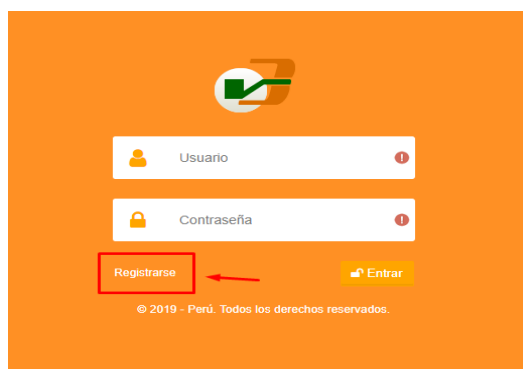 Usuario
Contraseña
Registrarse
Entrar
© 2019 - Perú. Todos los derechos reservados.